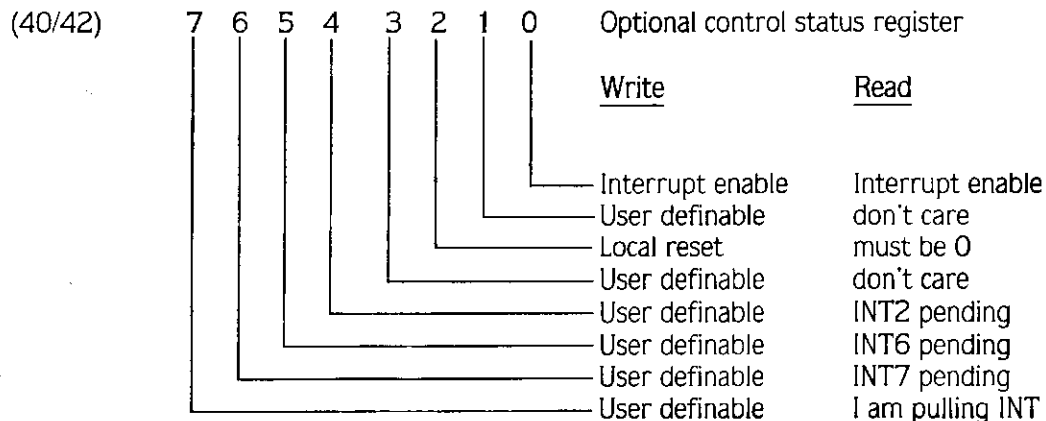 (40/42) 7 6 5 4 3 2 1 0 Optional control status register
Write Read
Interrupt enable Interrupt enable
User definable don't care
Local reset must be 0
User definable don't care
User definable INT2 pending
User definable INT6 pending
User definable INT7 pending
User definable I am pulling INT